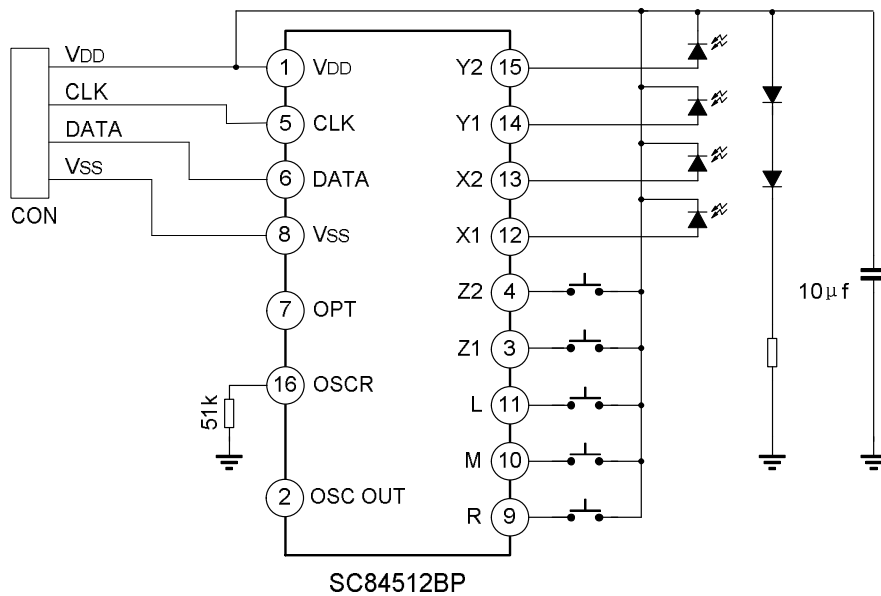 VDD
CLK
DATA
VSS
CON
1 VDD
5 CLK
6 DATA
8 VSS
7 OPT
16 OSCR
51k
2 OSC OUT
Y2 15
Y1 14
X2 13
X1 12
Z2 4
Z1 3
L 11
M 10
R 9
10μf
SC84512BP